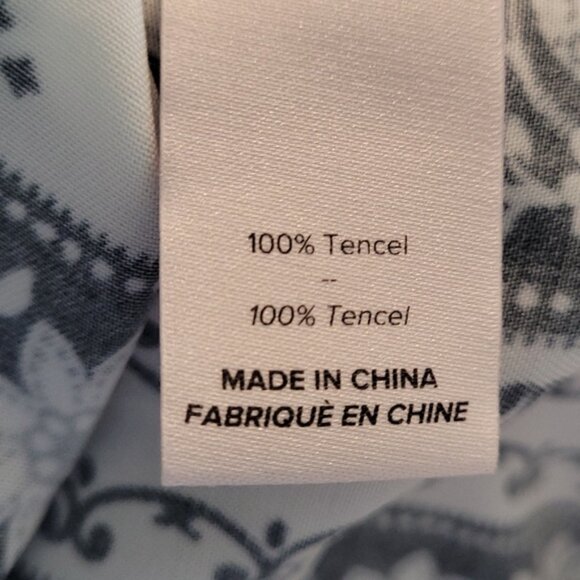 100% Tencel
--
100% Tencel
MADE IN CHINA
FABRIQUÈ EN CHINE